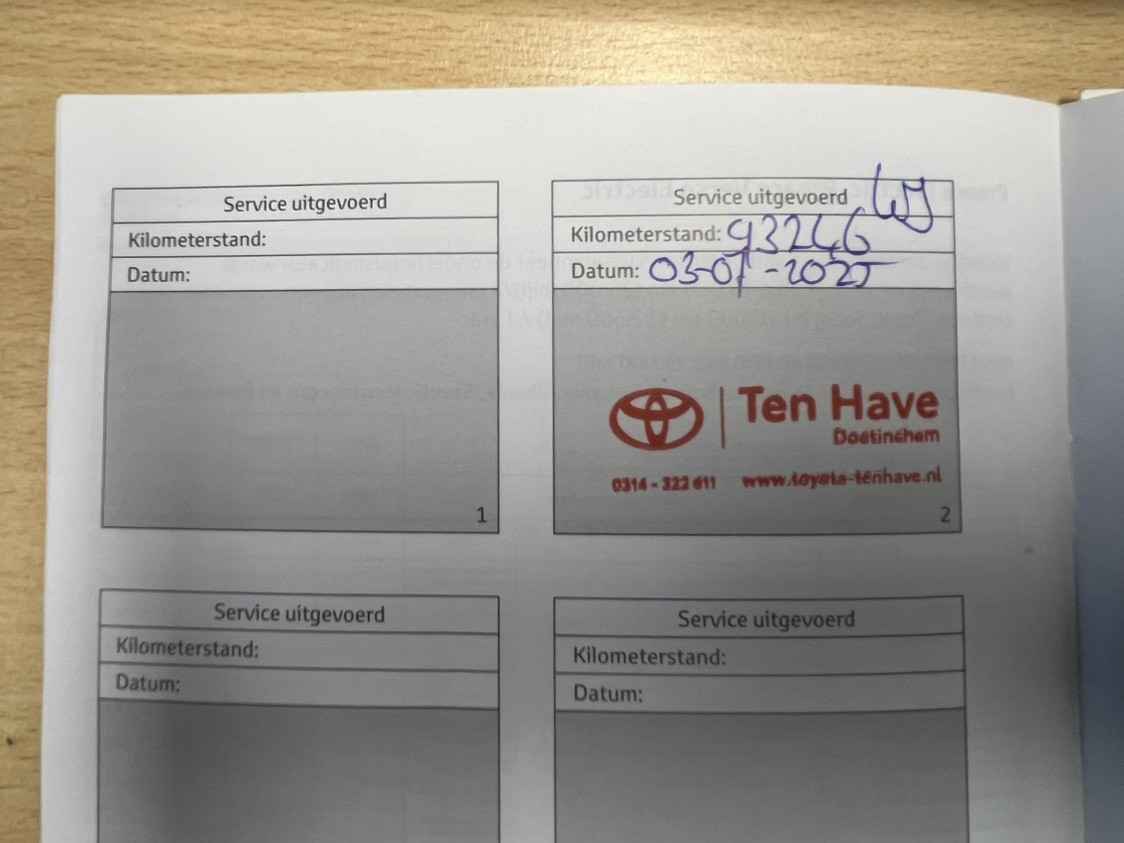 Service uitgevoerd
Kilometerstand:
Datum:
1
Service uitgevoerd
Kilometerstand: 93246
Datum: 03-07-2025
Ten Have
Doetinchem
0314 - 322 611 www.toyota-tenhave.nl
2
Service uitgevoerd
Kilometerstand:
Datum:
Service uitgevoerd
Kilometerstand:
Datum: